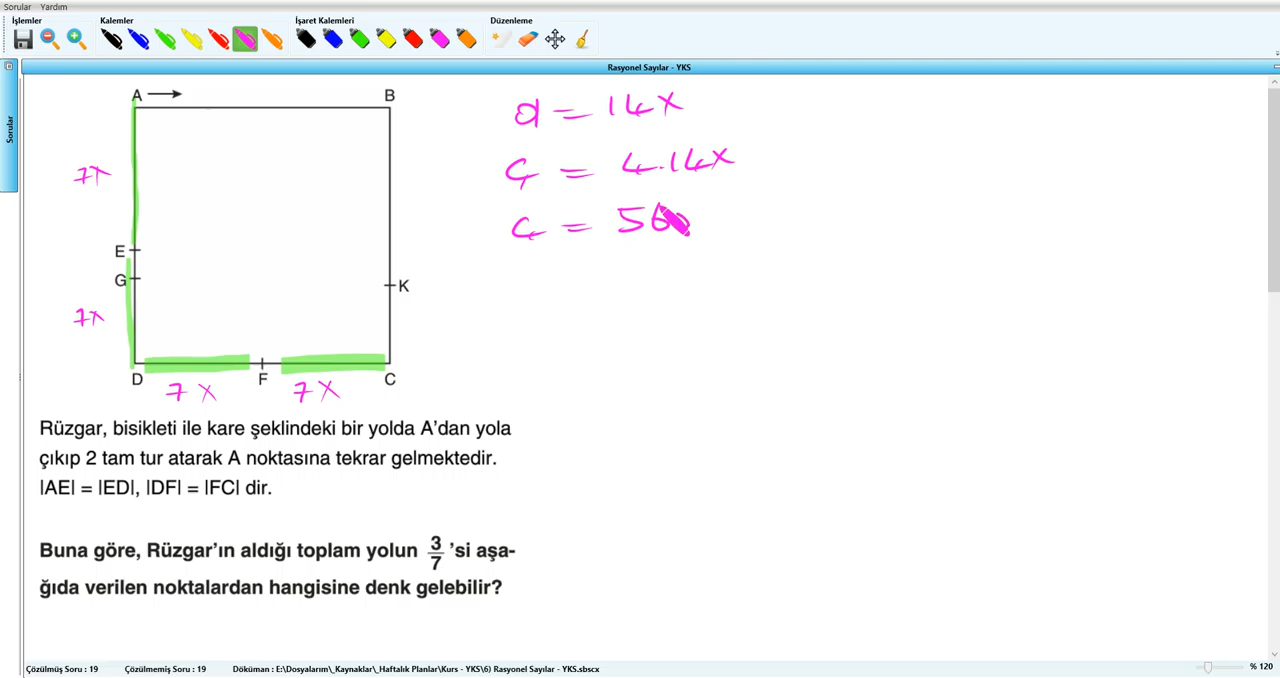 Sorular Yardım
İşlemler Kalemler İşaret Kalemleri Düzenleme
Rasyonel Sayılar - YKS
Sorular
A B
a = 14x
7x
Ç = 4.14x
Ç = 56
E
G K
7x
D F C
7x 7x
Rüzgar, bisikleti ile kare şeklindeki bir yolda A'dan yola
çıkıp 2 tam tur atarak A noktasına tekrar gelmektedir.
|AE| = |ED|, |DF| = |FC| dir.
Buna göre, Rüzgar'ın aldığı toplam yolun 3/7 'si aşa-
ğıda verilen noktalardan hangisine denk gelebilir?
Çözülmüş Soru : 19 Çözülmemiş Soru : 19 Döküman : E:\Dosyalarım\_Kaynaklar\_Haftalık Planlar\Kurs - YKS\6) Rasyonel Sayılar - YKS.sbscx % 120